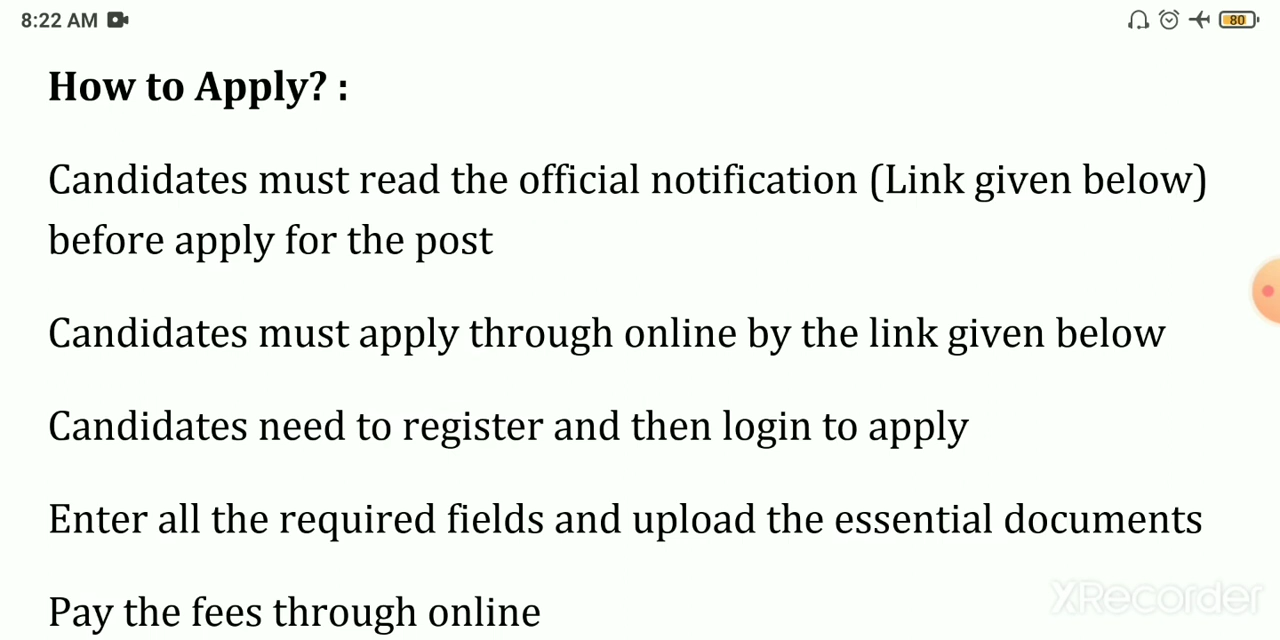 8:22 AM
80
How to Apply? :
Candidates must read the official notification (Link given below)
before apply for the post
Candidates must apply through online by the link given below
Candidates need to register and then login to apply
Enter all the required fields and upload the essential documents
Pay the fees through online
XRecorder